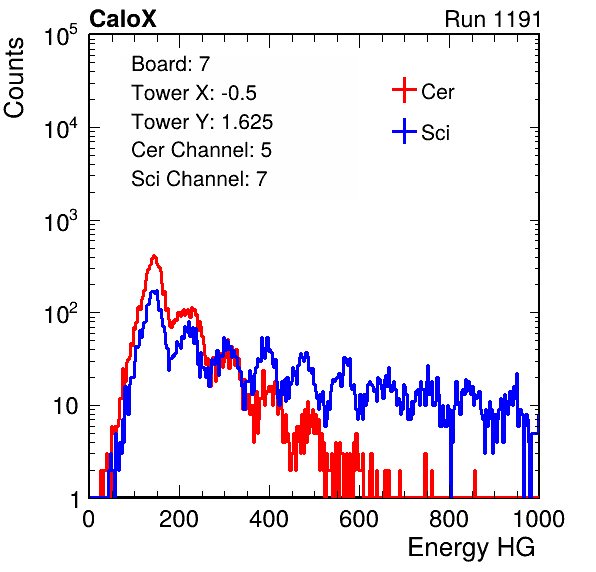 CaloX Run 1191
Counts
Board: 7
Tower X: -0.5
Tower Y: 1.625
Cer Channel: 5
Sci Channel: 7
Cer
Sci
10^5
10^4
10^3
10^2
10
1
0 200 400 600 800 1000
Energy HG